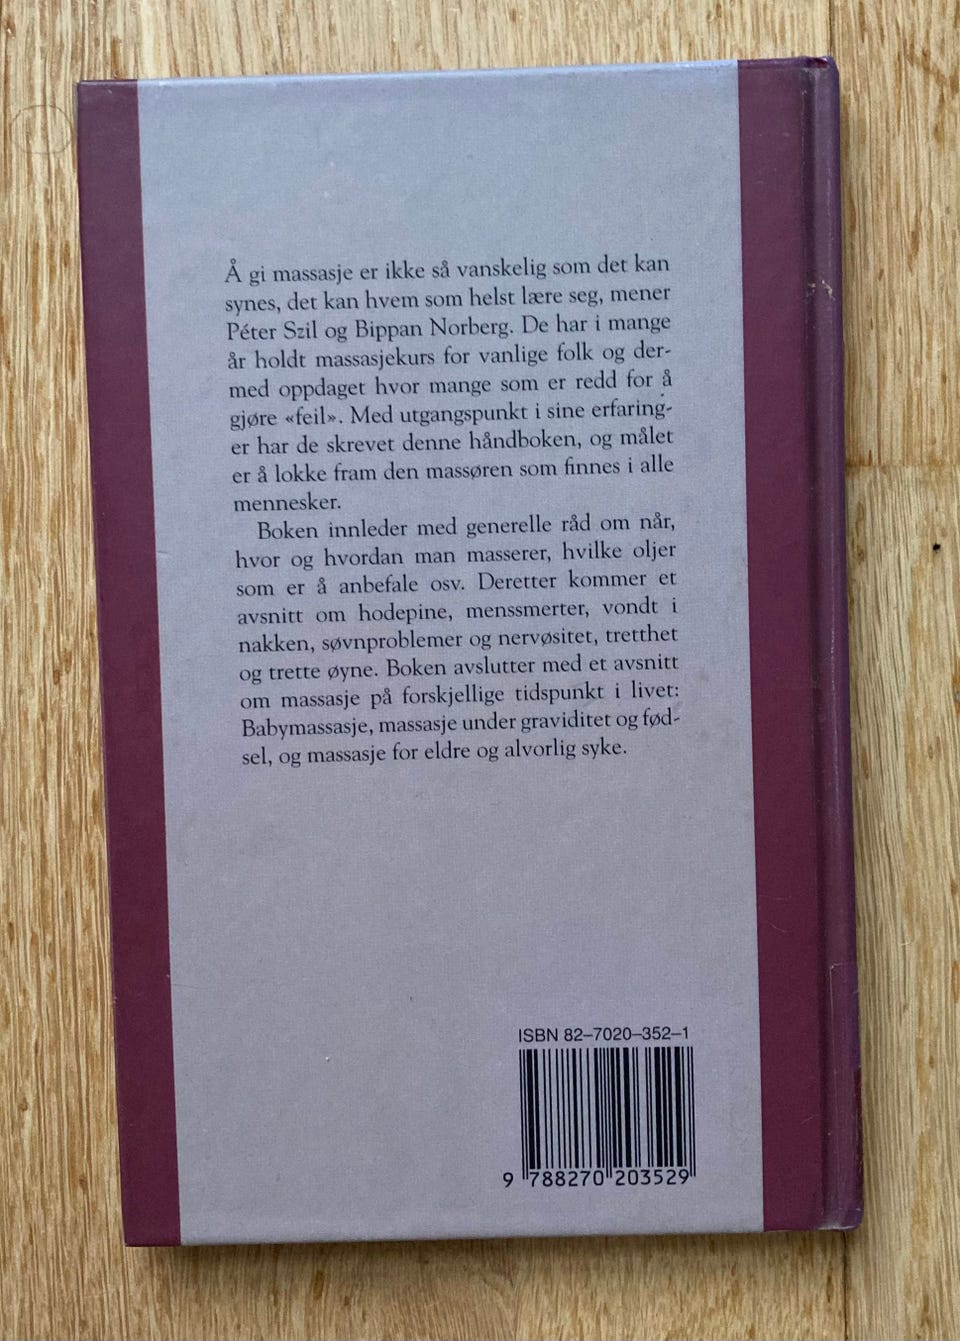 Å gi massasje er ikke så vanskelig som det kan
synes, det kan hvem som helst lære seg, mener
Péter Szil og Bippan Norberg. De har i mange
år holdt massasjekurs for vanlige folk og der-
med oppdaget hvor mange som er redd for å
gjøre «feil». Med utgangspunkt i sine erfaring-
er har de skrevet denne håndboken, og målet
er å lokke fram den massøren som finnes i alle
mennesker.
Boken innleder med generelle råd om når,
hvor og hvordan man masserer, hvilke oljer
som er å anbefale osv. Deretter kommer et
avsnitt om hodepine, menssmerter, vondt i
nakken, søvnproblemer og nervøsitet, tretthet
og trette øyne. Boken avslutter med et avsnitt
om massasje på forskjellige tidspunkt i livet:
Babymassasje, massasje under graviditet og fød-
sel, og massasje for eldre og alvorlig syke.
ISBN 82–7020–352–1
9 788270 203529